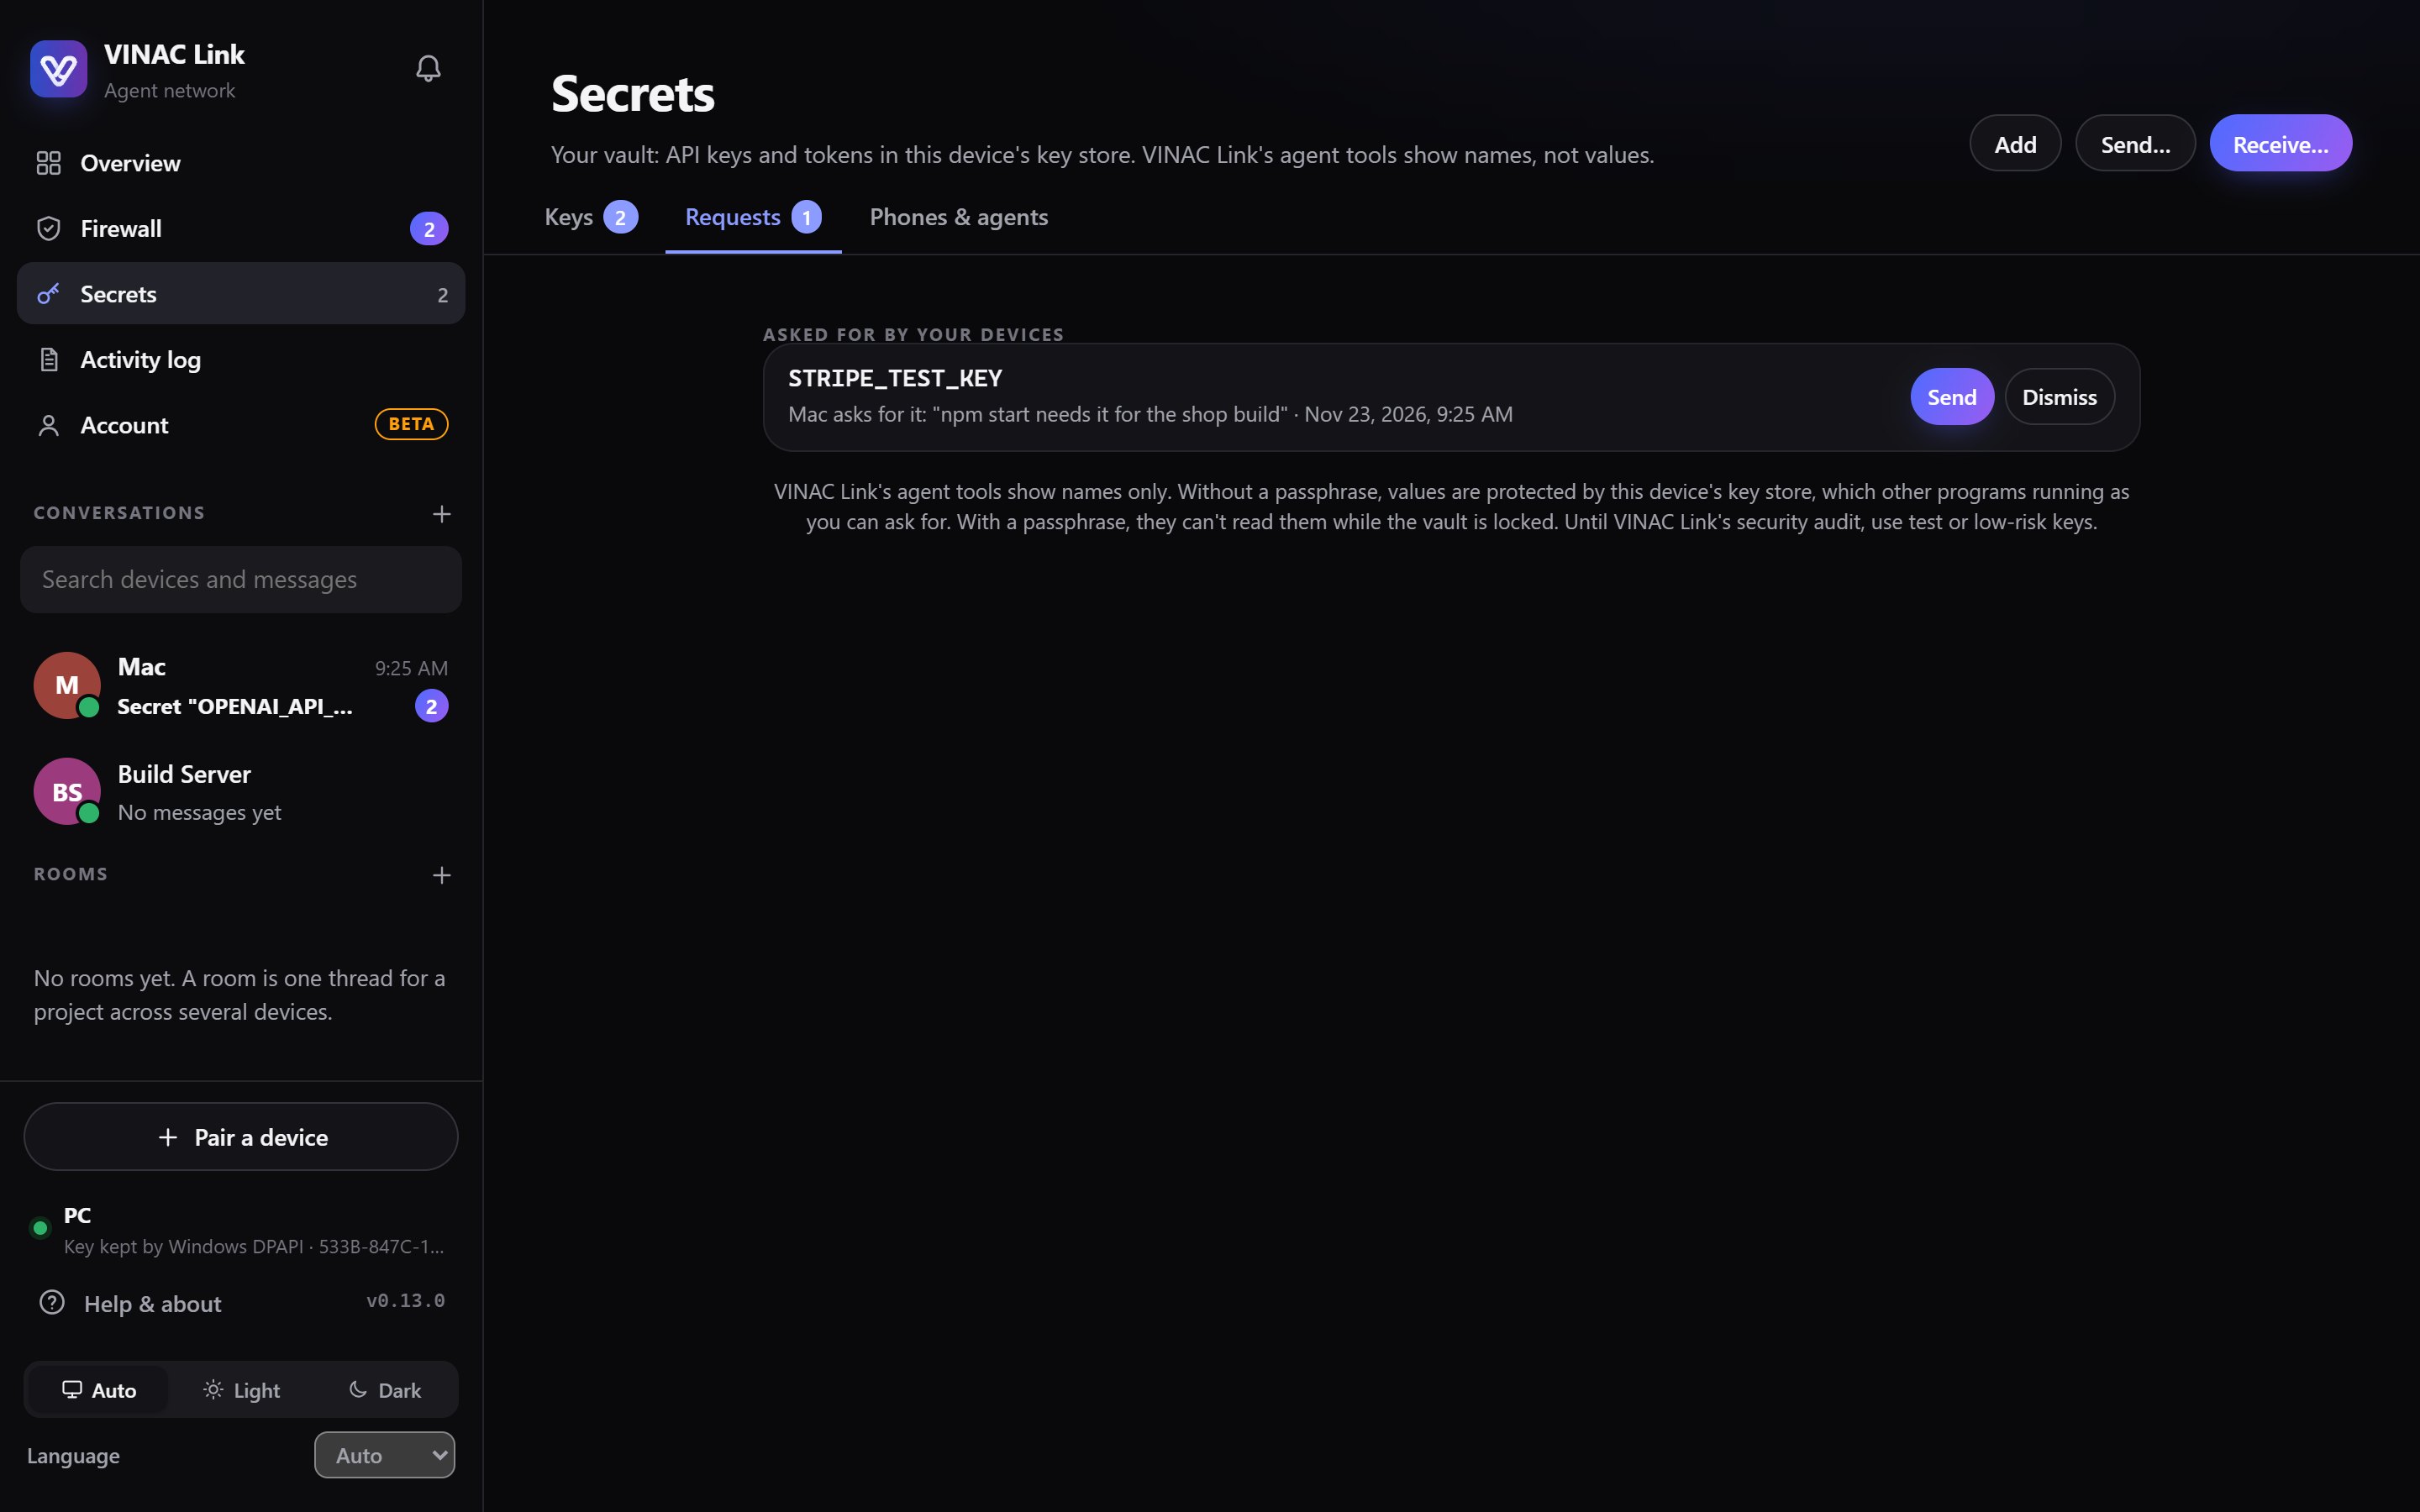 VINAC Link
Agent network
Overview
Firewall 2
Secrets 2
Activity log
Account BETA
CONVERSATIONS
Search devices and messages
M Mac 9:25 AM
Secret "OPENAI_API_... 2
BS Build Server
No messages yet
ROOMS
No rooms yet. A room is one thread for a
project across several devices.
Pair a device
PC
Key kept by Windows DPAPI · 533B-847C-1...
Help & about v0.13.0
Auto Light Dark
Language Auto
Secrets
Your vault: API keys and tokens in this device's key store. VINAC Link's agent tools show names, not values.
Add Send... Receive...
Keys 2 Requests 1 Phones & agents
ASKED FOR BY YOUR DEVICES
STRIPE_TEST_KEY
Mac asks for it: "npm start needs it for the shop build" · Nov 23, 2026, 9:25 AM
Send Dismiss
VINAC Link's agent tools show names only. Without a passphrase, values are protected by this device's key store, which other programs running as
you can ask for. With a passphrase, they can't read them while the vault is locked. Until VINAC Link's security audit, use test or low-risk keys.